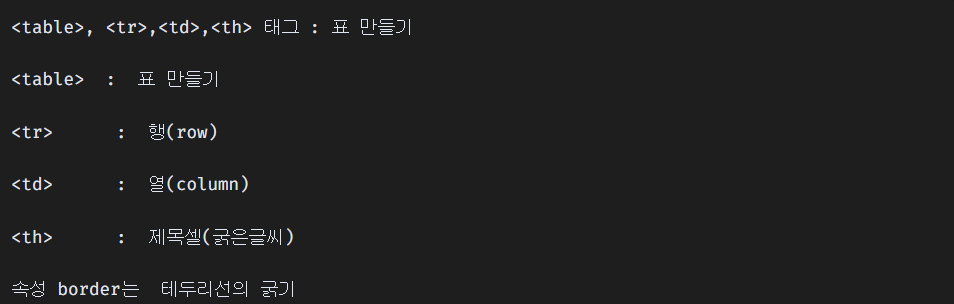 <table>, <tr>,<td>,<th> 태그 : 표 만들기
<table>  :  표 만들기
<tr>      :  행(row)
<td>      :  열(column)
<th>      :  제목셀(굵은글씨)
속성 border는  테두리선의 굵기